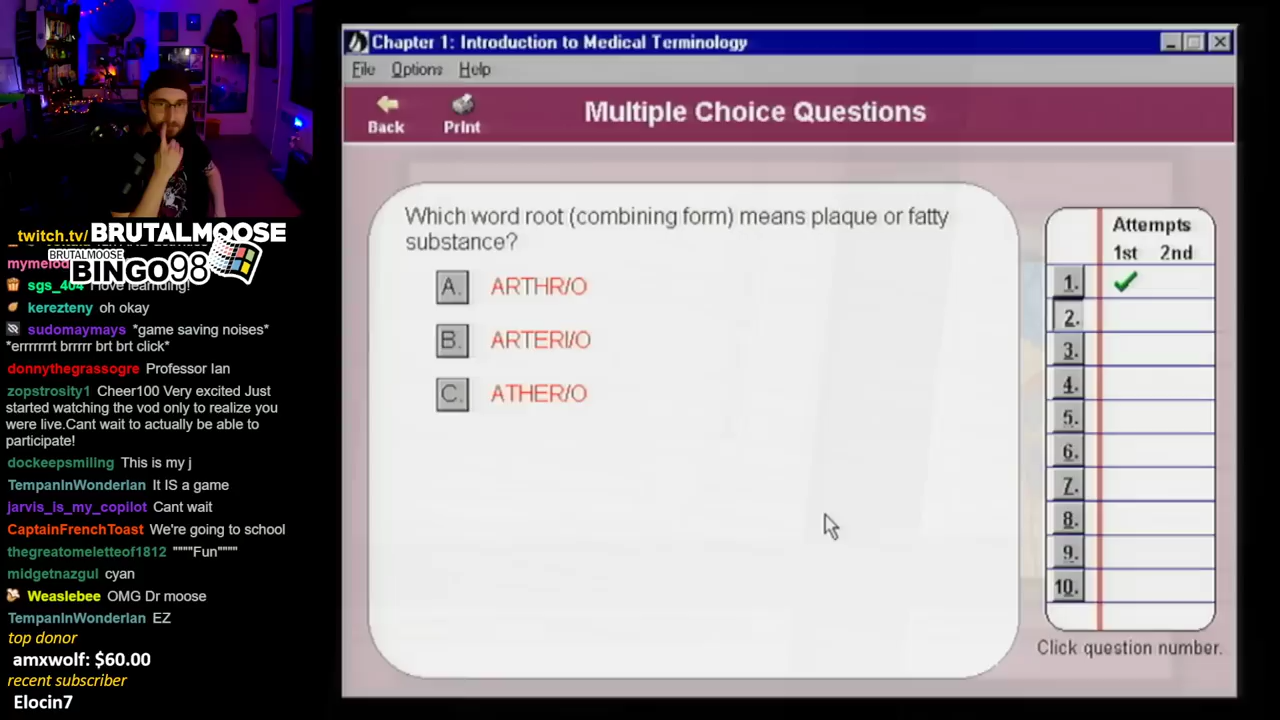 twitch.tv/BRUTALMOOSE
BRUTALMOOSE
BINGO98
mymelod
sgs_404 I love learnding!
kerezteny oh okay
sudomaymays *game saving noises*
*errrrrrrt brrrrr brt brt click*
donnythegrassogre Professor Ian
zopstrosity1 Cheer100 Very excited Just
started watching the vod only to realize you
were live.Cant wait to actually be able to
participate!
dockeepsmiling This is my j
TempanInWonderlan It IS a game
jarvis_is_my_copilot Cant wait
CaptainFrenchToast We're going to school
thegreatomeletteof1812 """"Fun""""
midgetnazgul cyan
Weaslebee OMG Dr moose
TempanInWonderlan EZ
top donor
amxwolf: $60.00
recent subscriber
Elocin7
Chapter 1: Introduction to Medical Terminology
File Options Help
Back Print Multiple Choice Questions
Which word root (combining form) means plaque or fatty
substance?
A. ARTHR/O
B. ARTERI/O
C. ATHER/O
Attempts
1st 2nd
1.
2.
3.
4.
5.
6.
7.
8.
9.
10.
Click question number.